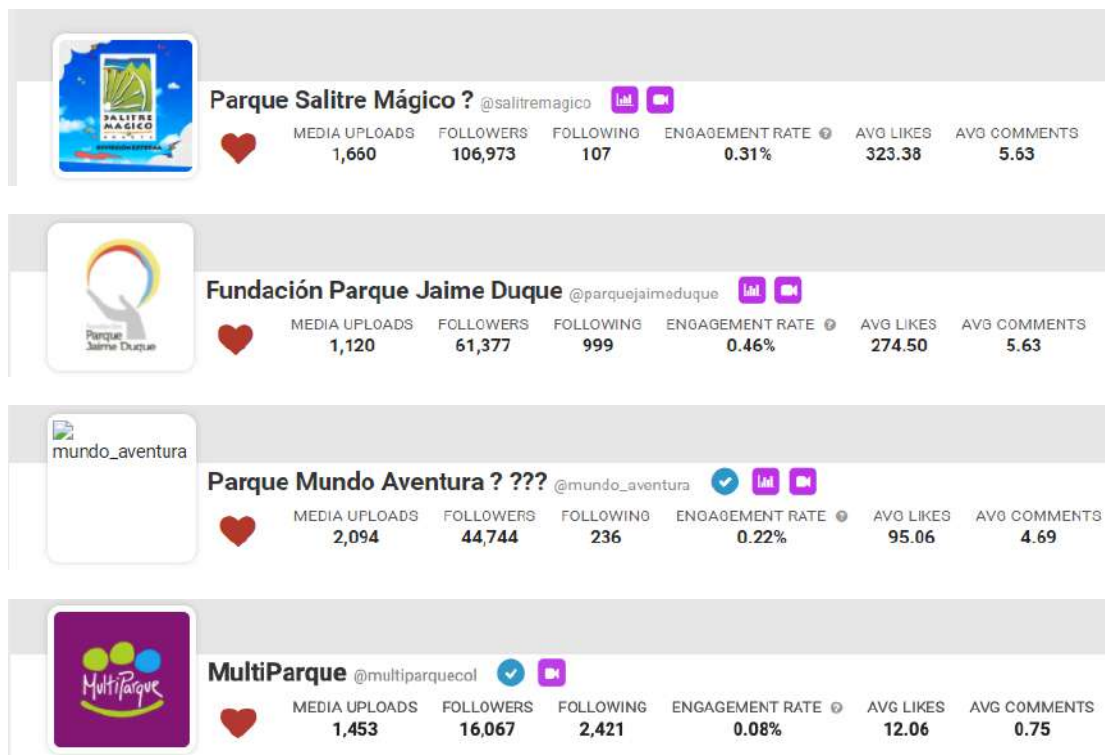 SALITRE
MAGICO
Parque Salitre Mágico ? @salitremagico
MEDIA UPLOADS FOLLOWERS FOLLOWING ENGAGEMENT RATE AVG LIKES AVG COMMENTS
1,660 106,973 107 0.31% 323.38 5.63
Parque
Jaime Duque
Fundación Parque Jaime Duque @parquejaimeduque
MEDIA UPLOADS FOLLOWERS FOLLOWING ENGAGEMENT RATE AVG LIKES AVG COMMENTS
1,120 61,377 999 0.46% 274.50 5.63
mundo_aventura
Parque Mundo Aventura ? ??? @mundo_aventura
MEDIA UPLOADS FOLLOWERS FOLLOWING ENGAGEMENT RATE AVG LIKES AVG COMMENTS
2,094 44,744 236 0.22% 95.06 4.69
MultiParque
MultiParque @multiparquecol
MEDIA UPLOADS FOLLOWERS FOLLOWING ENGAGEMENT RATE AVG LIKES AVG COMMENTS
1,453 16,067 2,421 0.08% 12.06 0.75